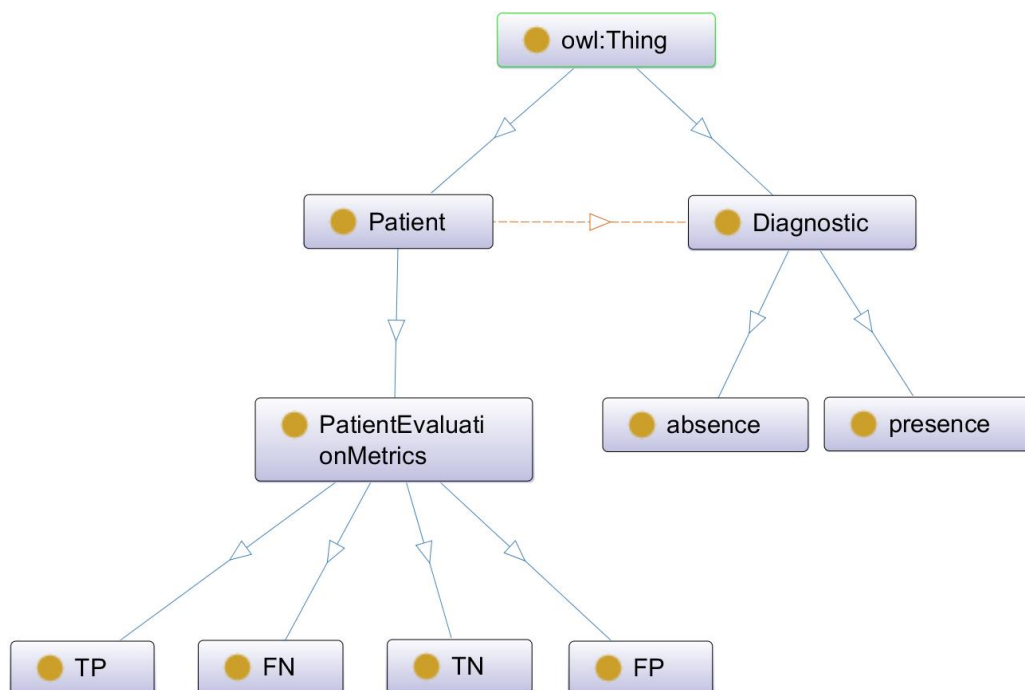 owl:Thing
Patient
Diagnostic
PatientEvaluati
onMetrics
absence
presence
TP
FN
TN
FP